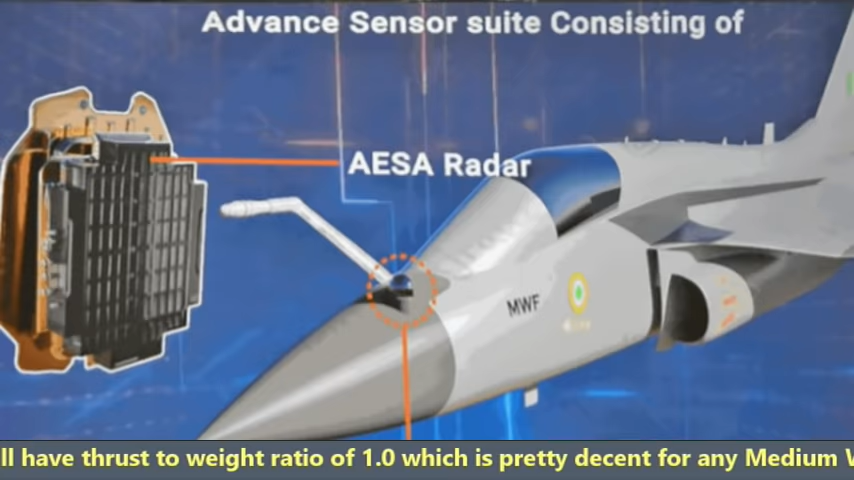 Advance Sensor suite Consisting of
AESA Radar
MWF
ll have thrust to weight ratio of 1.0 which is pretty decent for any Medium